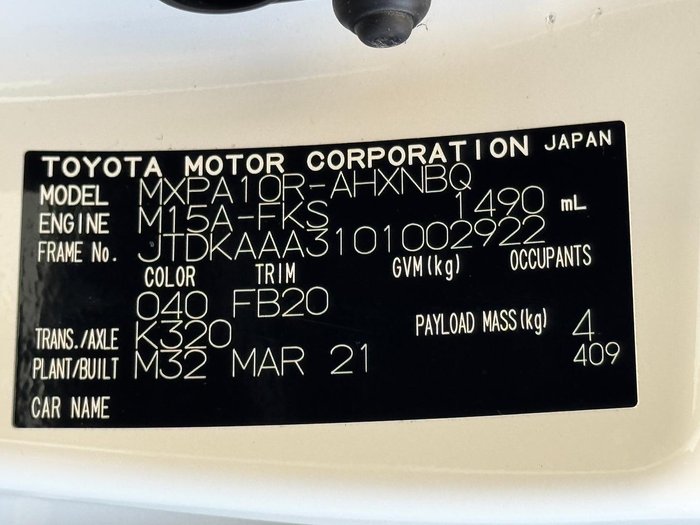 TOYOTA MOTOR CORPORATION JAPAN
MODEL MXPA10R-AHXNBQ
ENGINE M15A-FKS 1490 mL
FRAME No. JTDKAAA3101002922
COLOR TRIM GVM(kg) OCCUPANTS
040 FB20
TRANS./AXLE K320 PAYLOAD MASS(kg) 4
PLANT/BUILT M32 MAR 21 409
CAR NAME